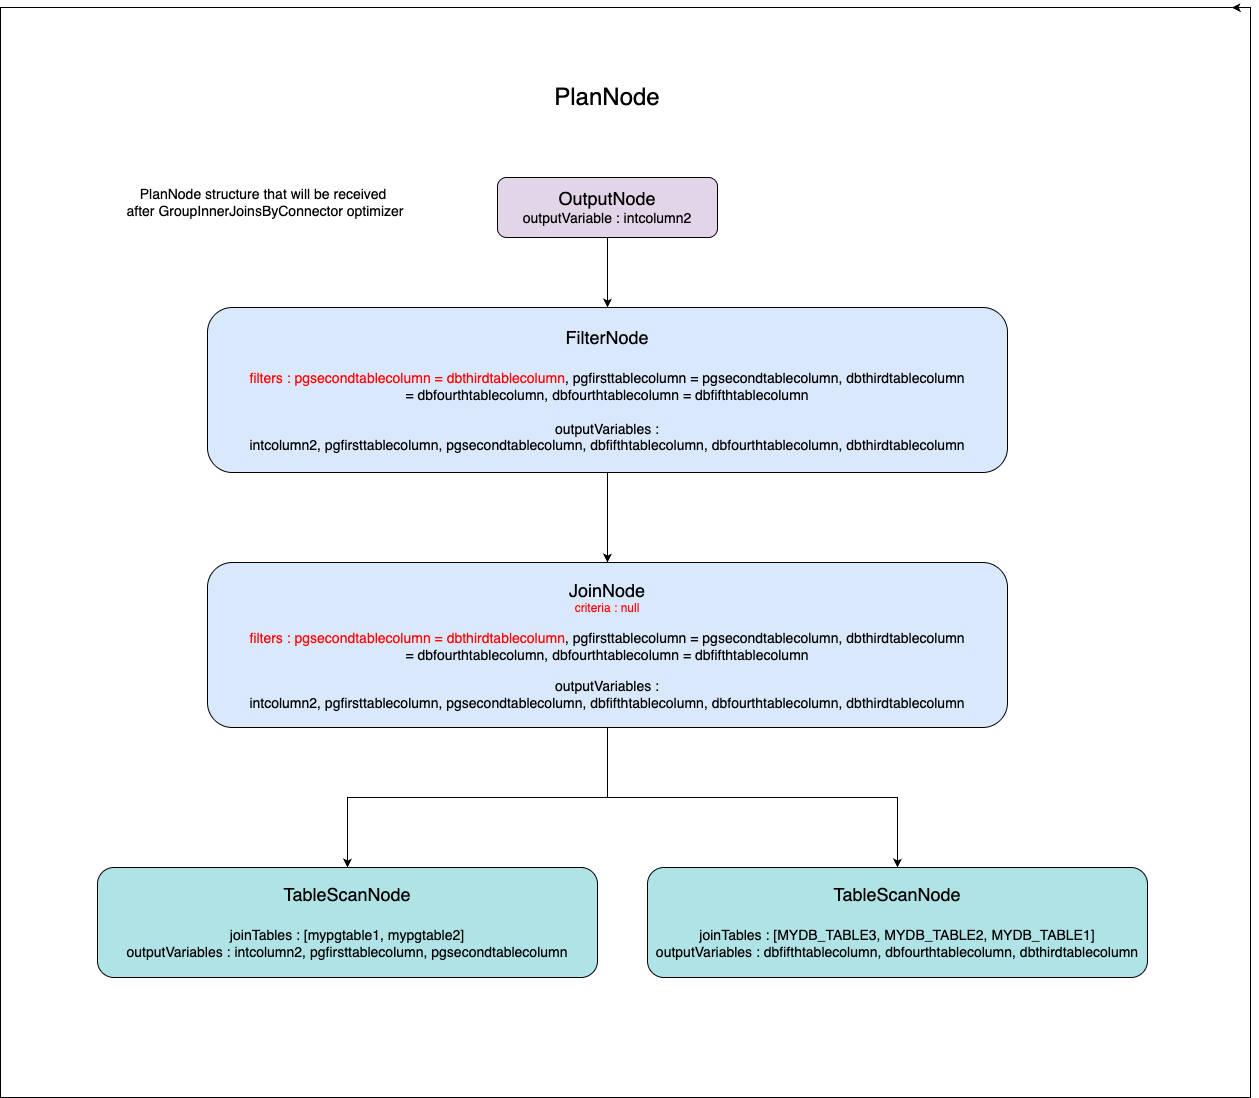 PlanNode
PlanNode structure that will be received
after GroupInnerJoinsByConnector optimizer
OutputNode
outputVariable : intcolumn2
FilterNode
filters : pgsecondtablecolumn = dbthirdtablecolumn, pgfirsttablecolumn = pgsecondtablecolumn, dbthirdtablecolumn
= dbfourthtablecolumn, dbfourthtablecolumn = dbfifthtablecolumn
outputVariables :
intcolumn2, pgfirsttablecolumn, pgsecondtablecolumn, dbfifthtablecolumn, dbfourthtablecolumn, dbthirdtablecolumn
JoinNode
criteria : null
filters : pgsecondtablecolumn = dbthirdtablecolumn, pgfirsttablecolumn = pgsecondtablecolumn, dbthirdtablecolumn
= dbfourthtablecolumn, dbfourthtablecolumn = dbfifthtablecolumn
outputVariables :
intcolumn2, pgfirsttablecolumn, pgsecondtablecolumn, dbfifthtablecolumn, dbfourthtablecolumn, dbthirdtablecolumn
TableScanNode
joinTables : [mypgtable1, mypgtable2]
outputVariables : intcolumn2, pgfirsttablecolumn, pgsecondtablecolumn
TableScanNode
joinTables : [MYDB_TABLE3, MYDB_TABLE2, MYDB_TABLE1]
outputVariables : dbfifthtablecolumn, dbfourthtablecolumn, dbthirdtablecolumn